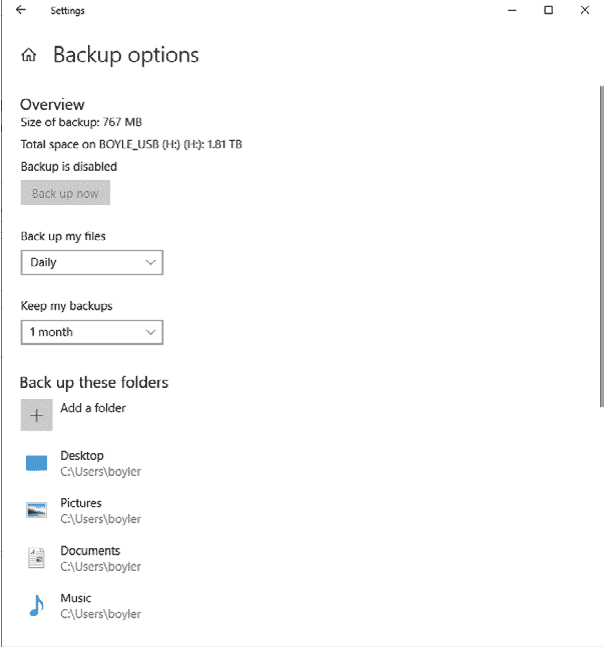 Settings
Backup options
Overview
Size of backup: 767 MB
Total space on BOYLE_USB (H:) (H:): 1.81 TB
Backup is disabled
Back up now
Back up my files
Daily
Keep my backups
1 month
Back up these folders
Add a folder
Desktop
C:\Users\boyler
Pictures
C:\Users\boyler
Documents
C:\Users\boyler
Music
C:\Users\boyler